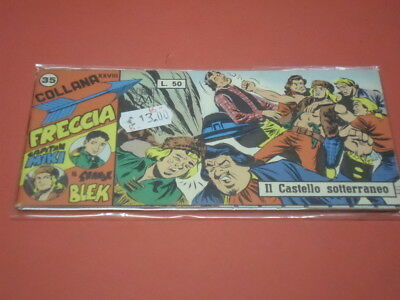 35
COLLANA XXVIII
FRECCIA
CAPITAN
MIKI
IL GRANDE
BLEK
L. 50
€ 13.00
Il Castello sotterraneo